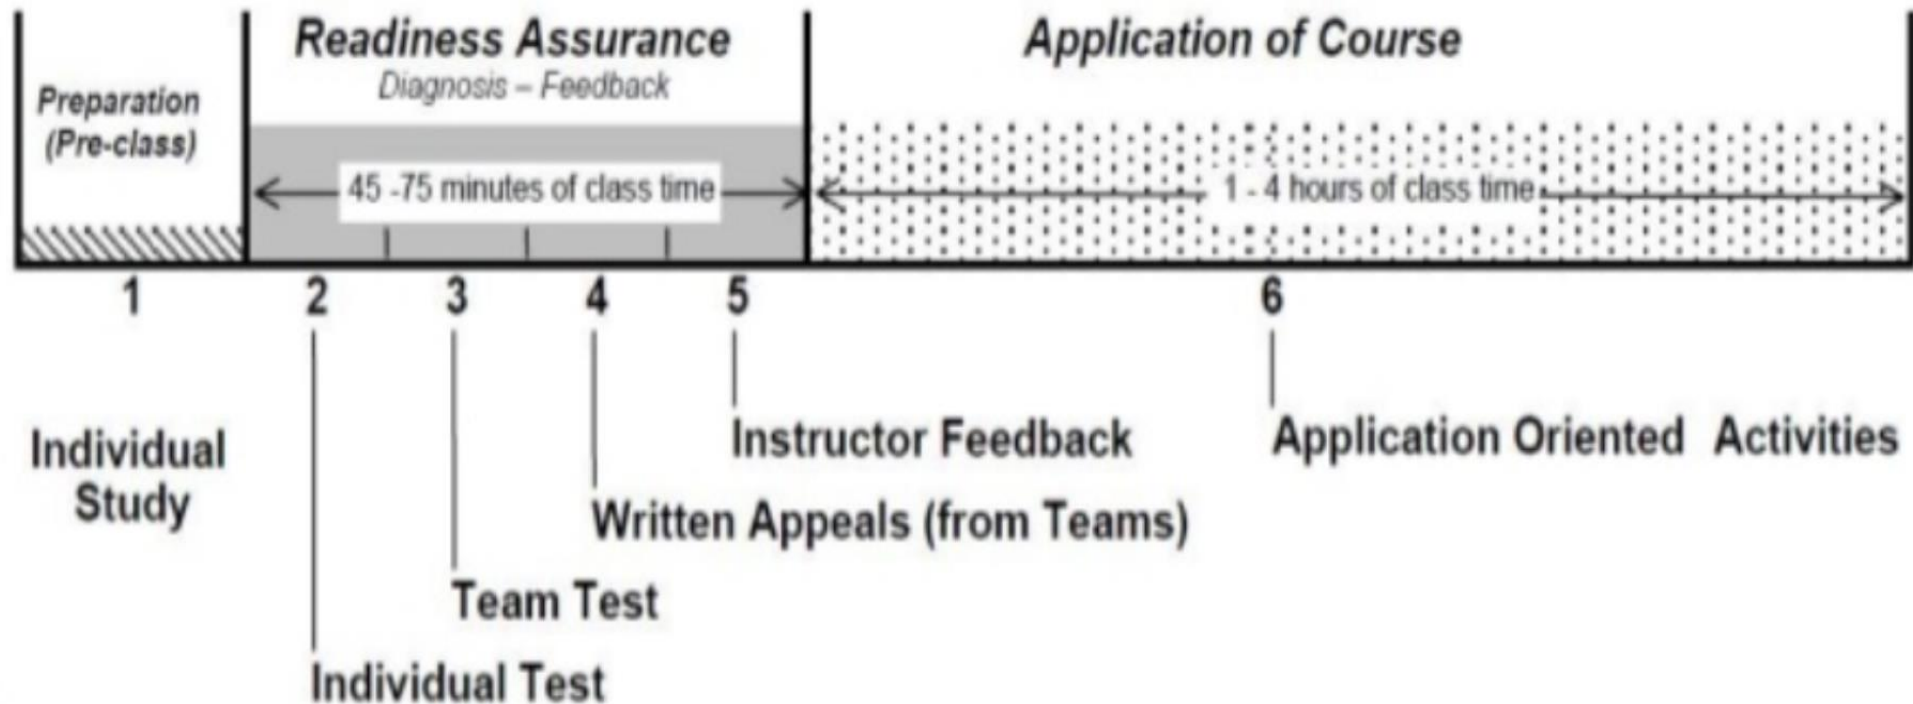 Preparation
(Pre-class)
Readiness Assurance
Diagnosis – Feedback
45 -75 minutes of class time
Application of Course
1 - 4 hours of class time
1
2
3
4
5
6
Individual
Study
Instructor Feedback
Application Oriented Activities
Written Appeals (from Teams)
Team Test
Individual Test